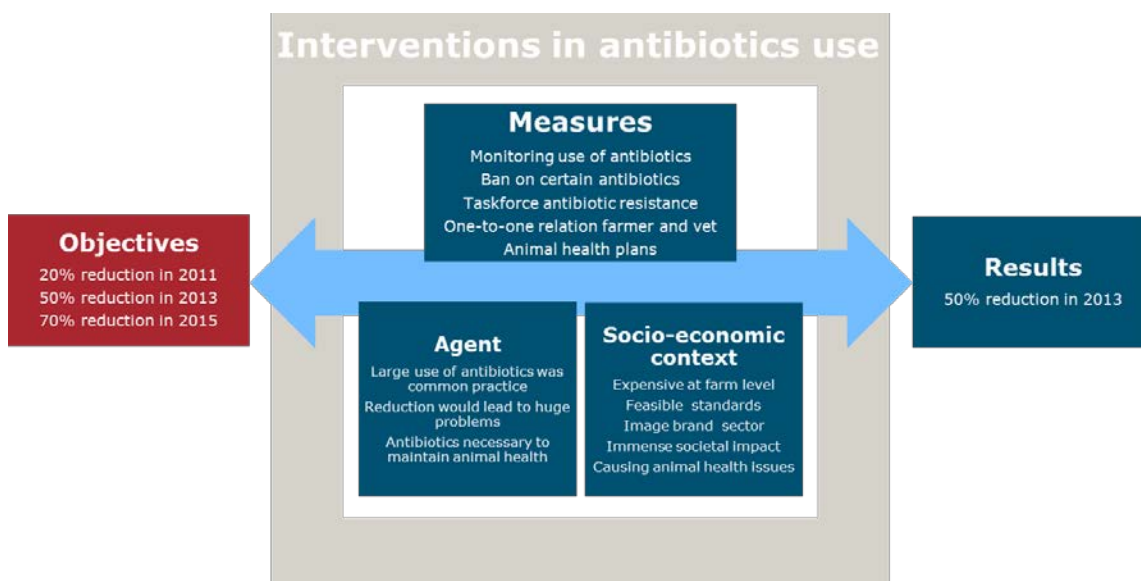 Interventions in antibiotics use
Measures
Monitoring use of antibiotics
Ban on certain antibiotics
Taskforce antibiotic resistance
One-to-one relation farmer and vet
Animal health plans
Objectives
20% reduction in 2011
50% reduction in 2013
70% reduction in 2015
Results
50% reduction in 2013
Agent
Large use of antibiotics was
common practice
Reduction would lead to huge
problems
Antibiotics necessary to
maintain animal health
Socio-economic
context
Expensive at farm level
Feasible standards
Image brand sector
Immense societal impact
Causing animal health issues